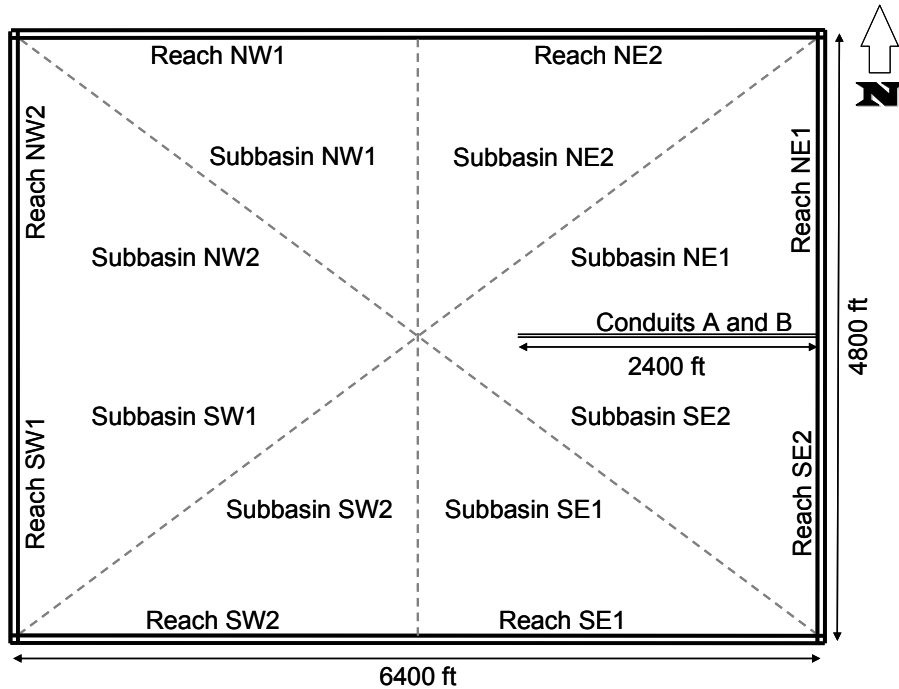 Reach NW1
Reach NE2
N
Reach NW2
Reach NE1
Subbasin NW1
Subbasin NE2
Subbasin NW2
Subbasin NE1
Conduits A and B
2400 ft
4800 ft
Subbasin SW1
Subbasin SE2
Reach SW1
Reach SE2
Subbasin SW2
Subbasin SE1
Reach SW2
Reach SE1
6400 ft